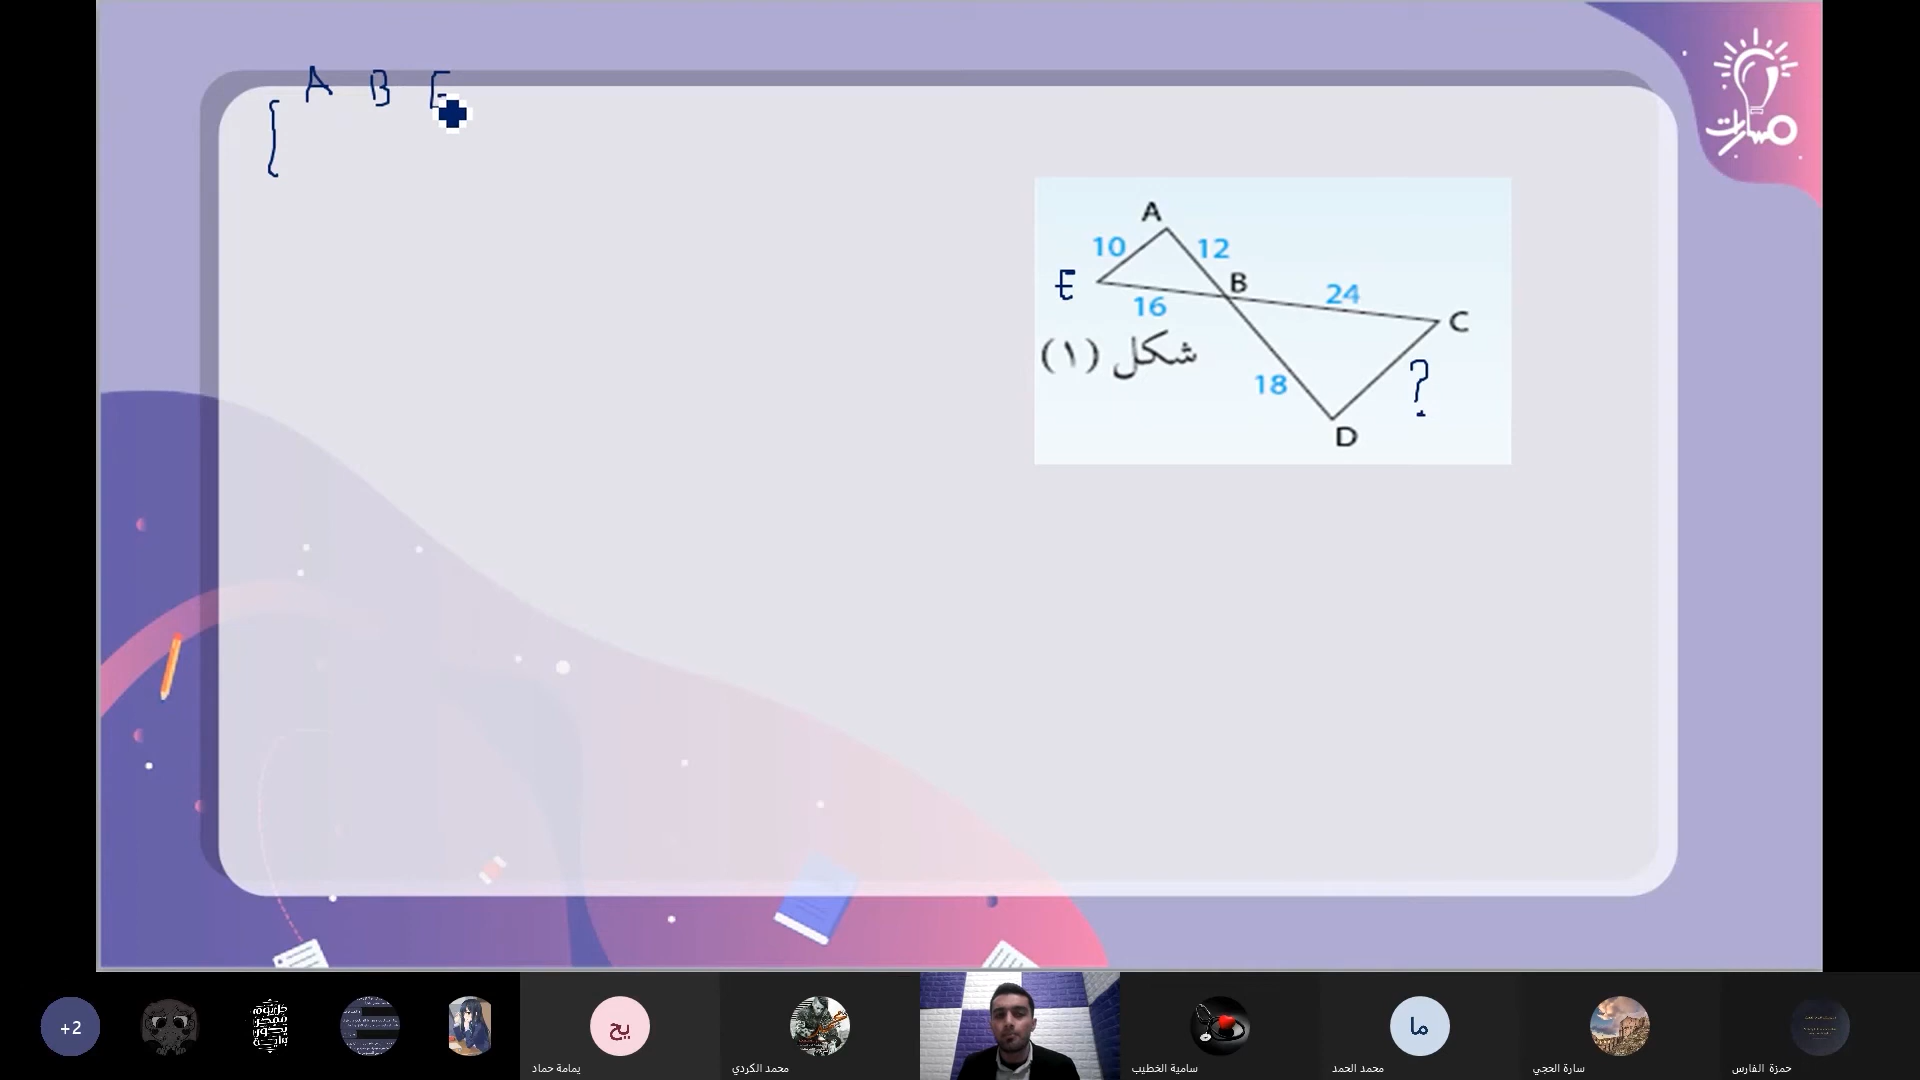 A B E
{
مسارات
A
10 12
E B
16 24
C
شكل (١)
18 ?
D
+2
يح
يمامة حماد
محمد الكردي
سامية الخطيب
ما
محمد الحمد
سارة الحجي
حمزة الفارس